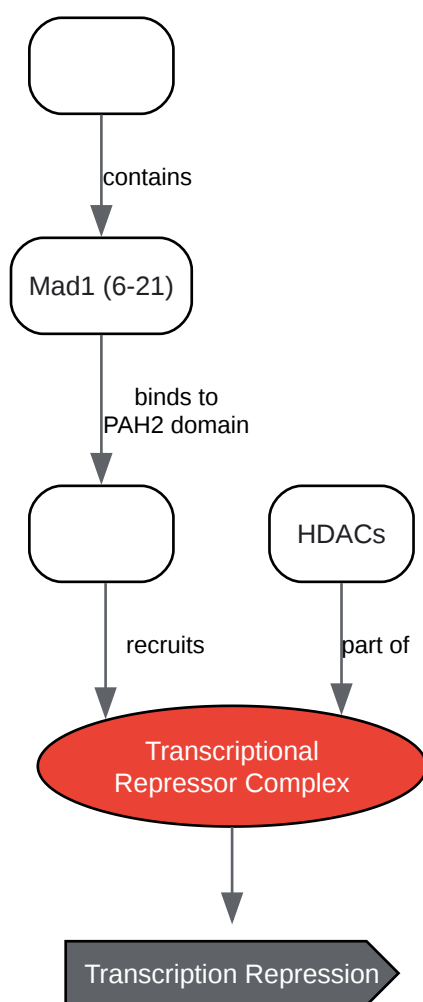 contains
Mad1 (6-21)
binds to
PAH2 domain
HDACs
recruits
part of
Transcriptional
Repressor Complex
Transcription Repression